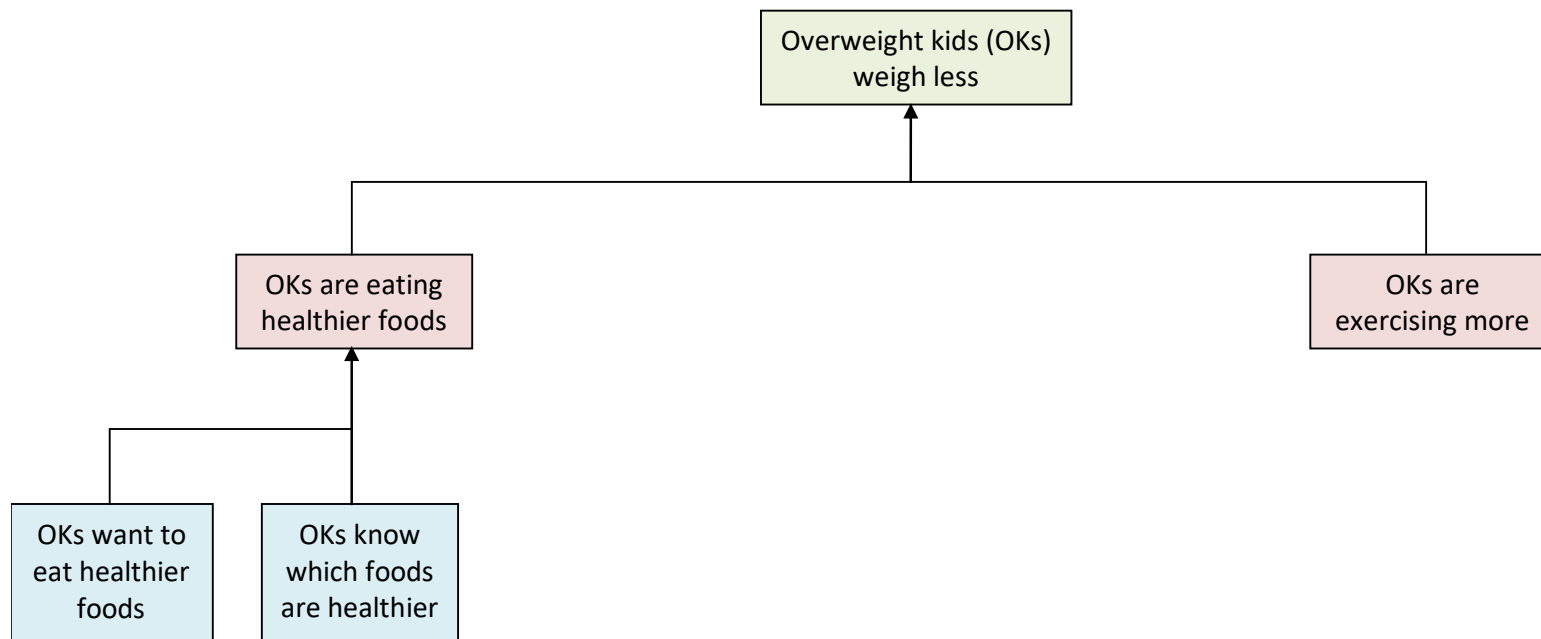 Overweight kids (OKs)
weigh less
OKs are eating
healthier foods
OKs are
exercising more
OKs want to
eat healthier
foods
OKs know
which foods
are healthier